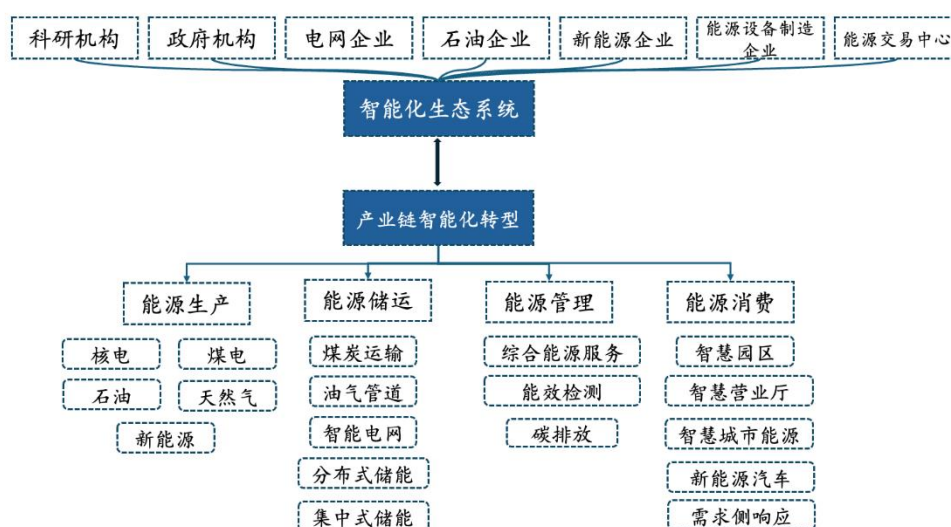 科研机构
政府机构
电网企业
石油企业
新能源企业
能源设备制造
企业
能源交易中心
智能化生态系统
产业链智能化转型
能源生产
核电
煤电
石油
天然气
新能源
能源储运
煤炭运输
油气管道
智能电网
分布式储能
集中式储能
能源管理
综合能源服务
能效检测
碳排放
能源消费
智慧园区
智慧营业厅
智慧城市能源
新能源汽车
需求侧响应